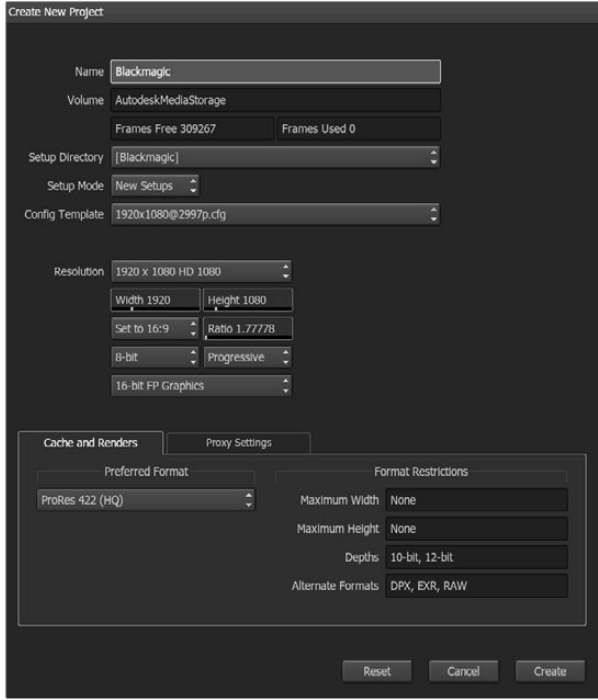 Create New Project
Name Blackmagic
Volume AutodeskMediaStorage
Frames Free 309267 Frames Used 0
Setup Directory [Blackmagic]
Setup Mode New Setups
Config Template 1920x1080@2997p.cfg
Resolution 1920 x 1080 HD 1080
Width 1920 Height 1080
Set to 16:9 Ratio 1.77778
8-bit Progressive
16-bit FP Graphics
Cache and Renders Proxy Settings
Preferred Format Format Restrictions
ProRes 422 (HQ) Maximum Width None
Maximum Height None
Depths 10-bit, 12-bit
Alternate Formats DPX, EXR, RAW
Reset Cancel Create